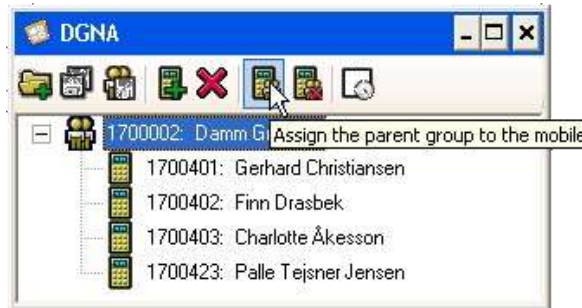 DGNA
1700002: Damm G
Assign the parent group to the mobile
1700401: Gerhard Christiansen
1700402: Finn Drasbek
1700403: Charlotte Åkesson
1700423: Palle Tejsner Jensen